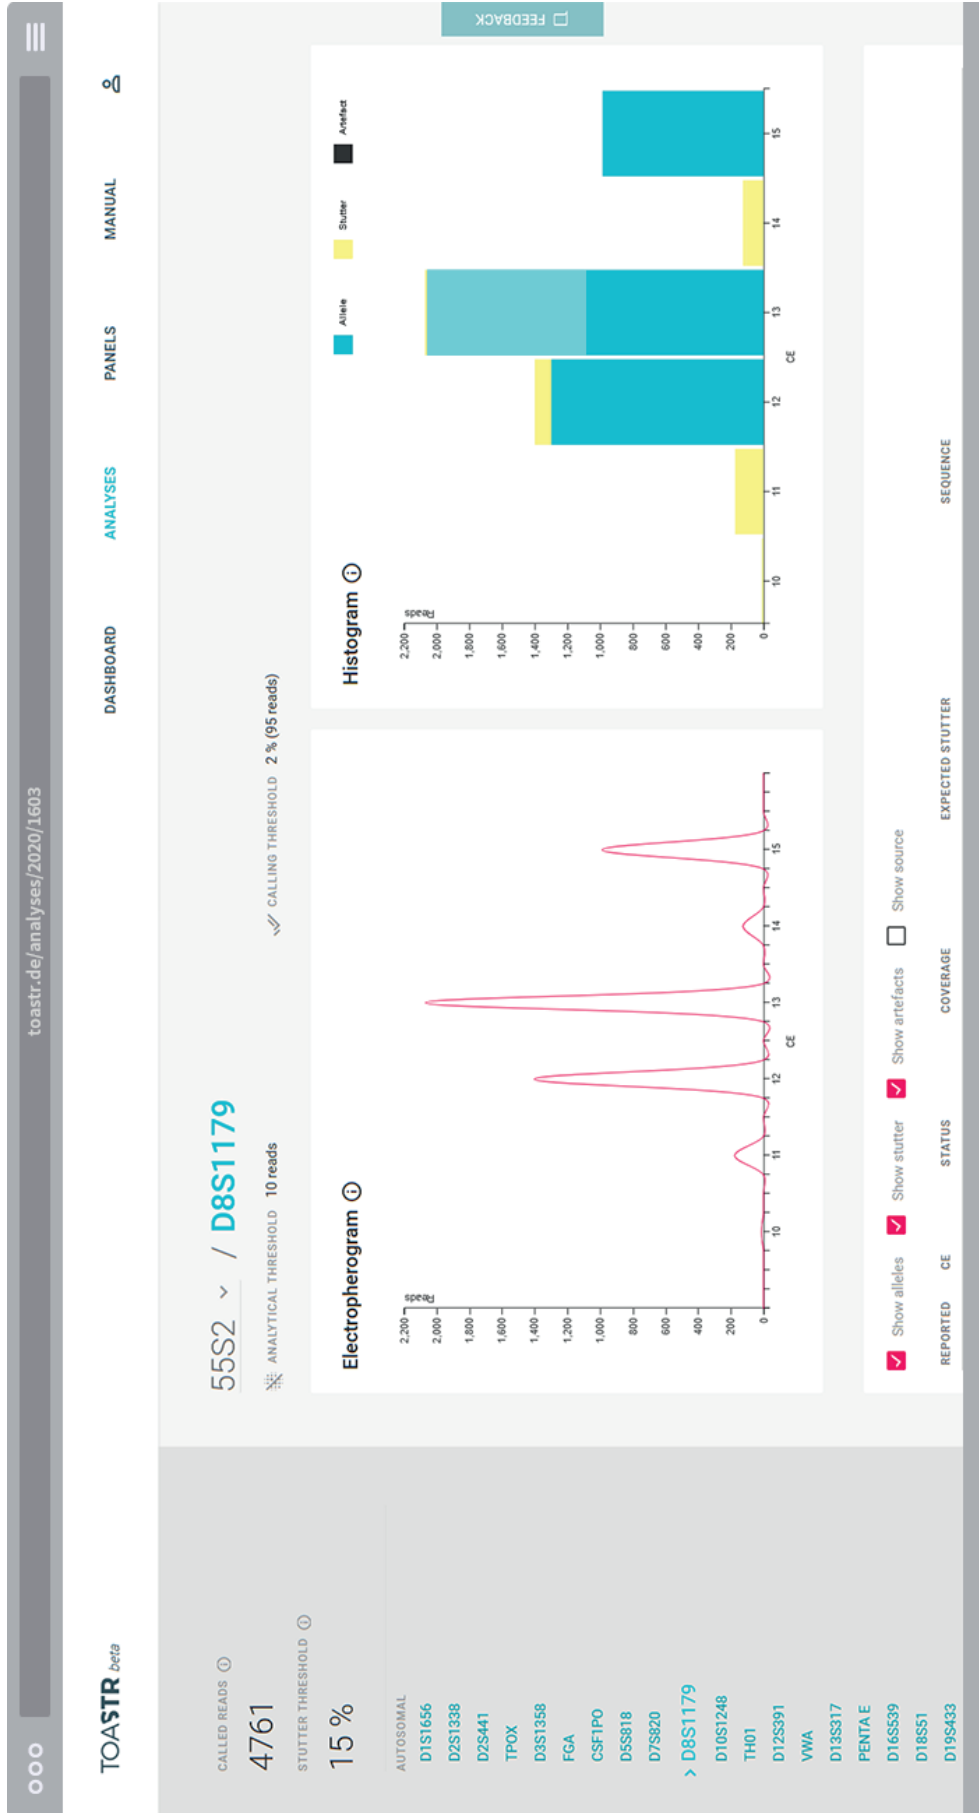 toastr.de/analyses/2020/1603
TOASTR beta
DASHBOARD
ANALYSES
PANELS
MANUAL
CALLED READS
4761
STUTTER THRESHOLD
15 %
AUTOSOMAL
D1S1656
D2S1338
D2S441
TPOX
D3S1358
FGA
CSF1PO
D5S818
D7S820
> D8S1179
D10S1248
TH01
D12S391
VWA
D13S317
PENTA E
D16S539
D18S51
D19S433
55S2 / D8S1179
ANALYTICAL THRESHOLD 10 reads
CALLING THRESHOLD 2 % (95 reads)
Electropherogram
Reads
2,200
2,000
1,800
1,600
1,400
1,200
1,000
800
600
400
200
0
10 11 12 13 14 15
CE
Histogram
Allele
Stutter
Artefact
Reads
2,200
2,000
1,800
1,600
1,400
1,200
1,000
800
600
400
200
0
10 11 12 13 14 15
CE
FEEDBACK
Show alleles
Show stutter
Show artefacts
Show source
REPORTED CE STATUS COVERAGE EXPECTED STUTTER SEQUENCE